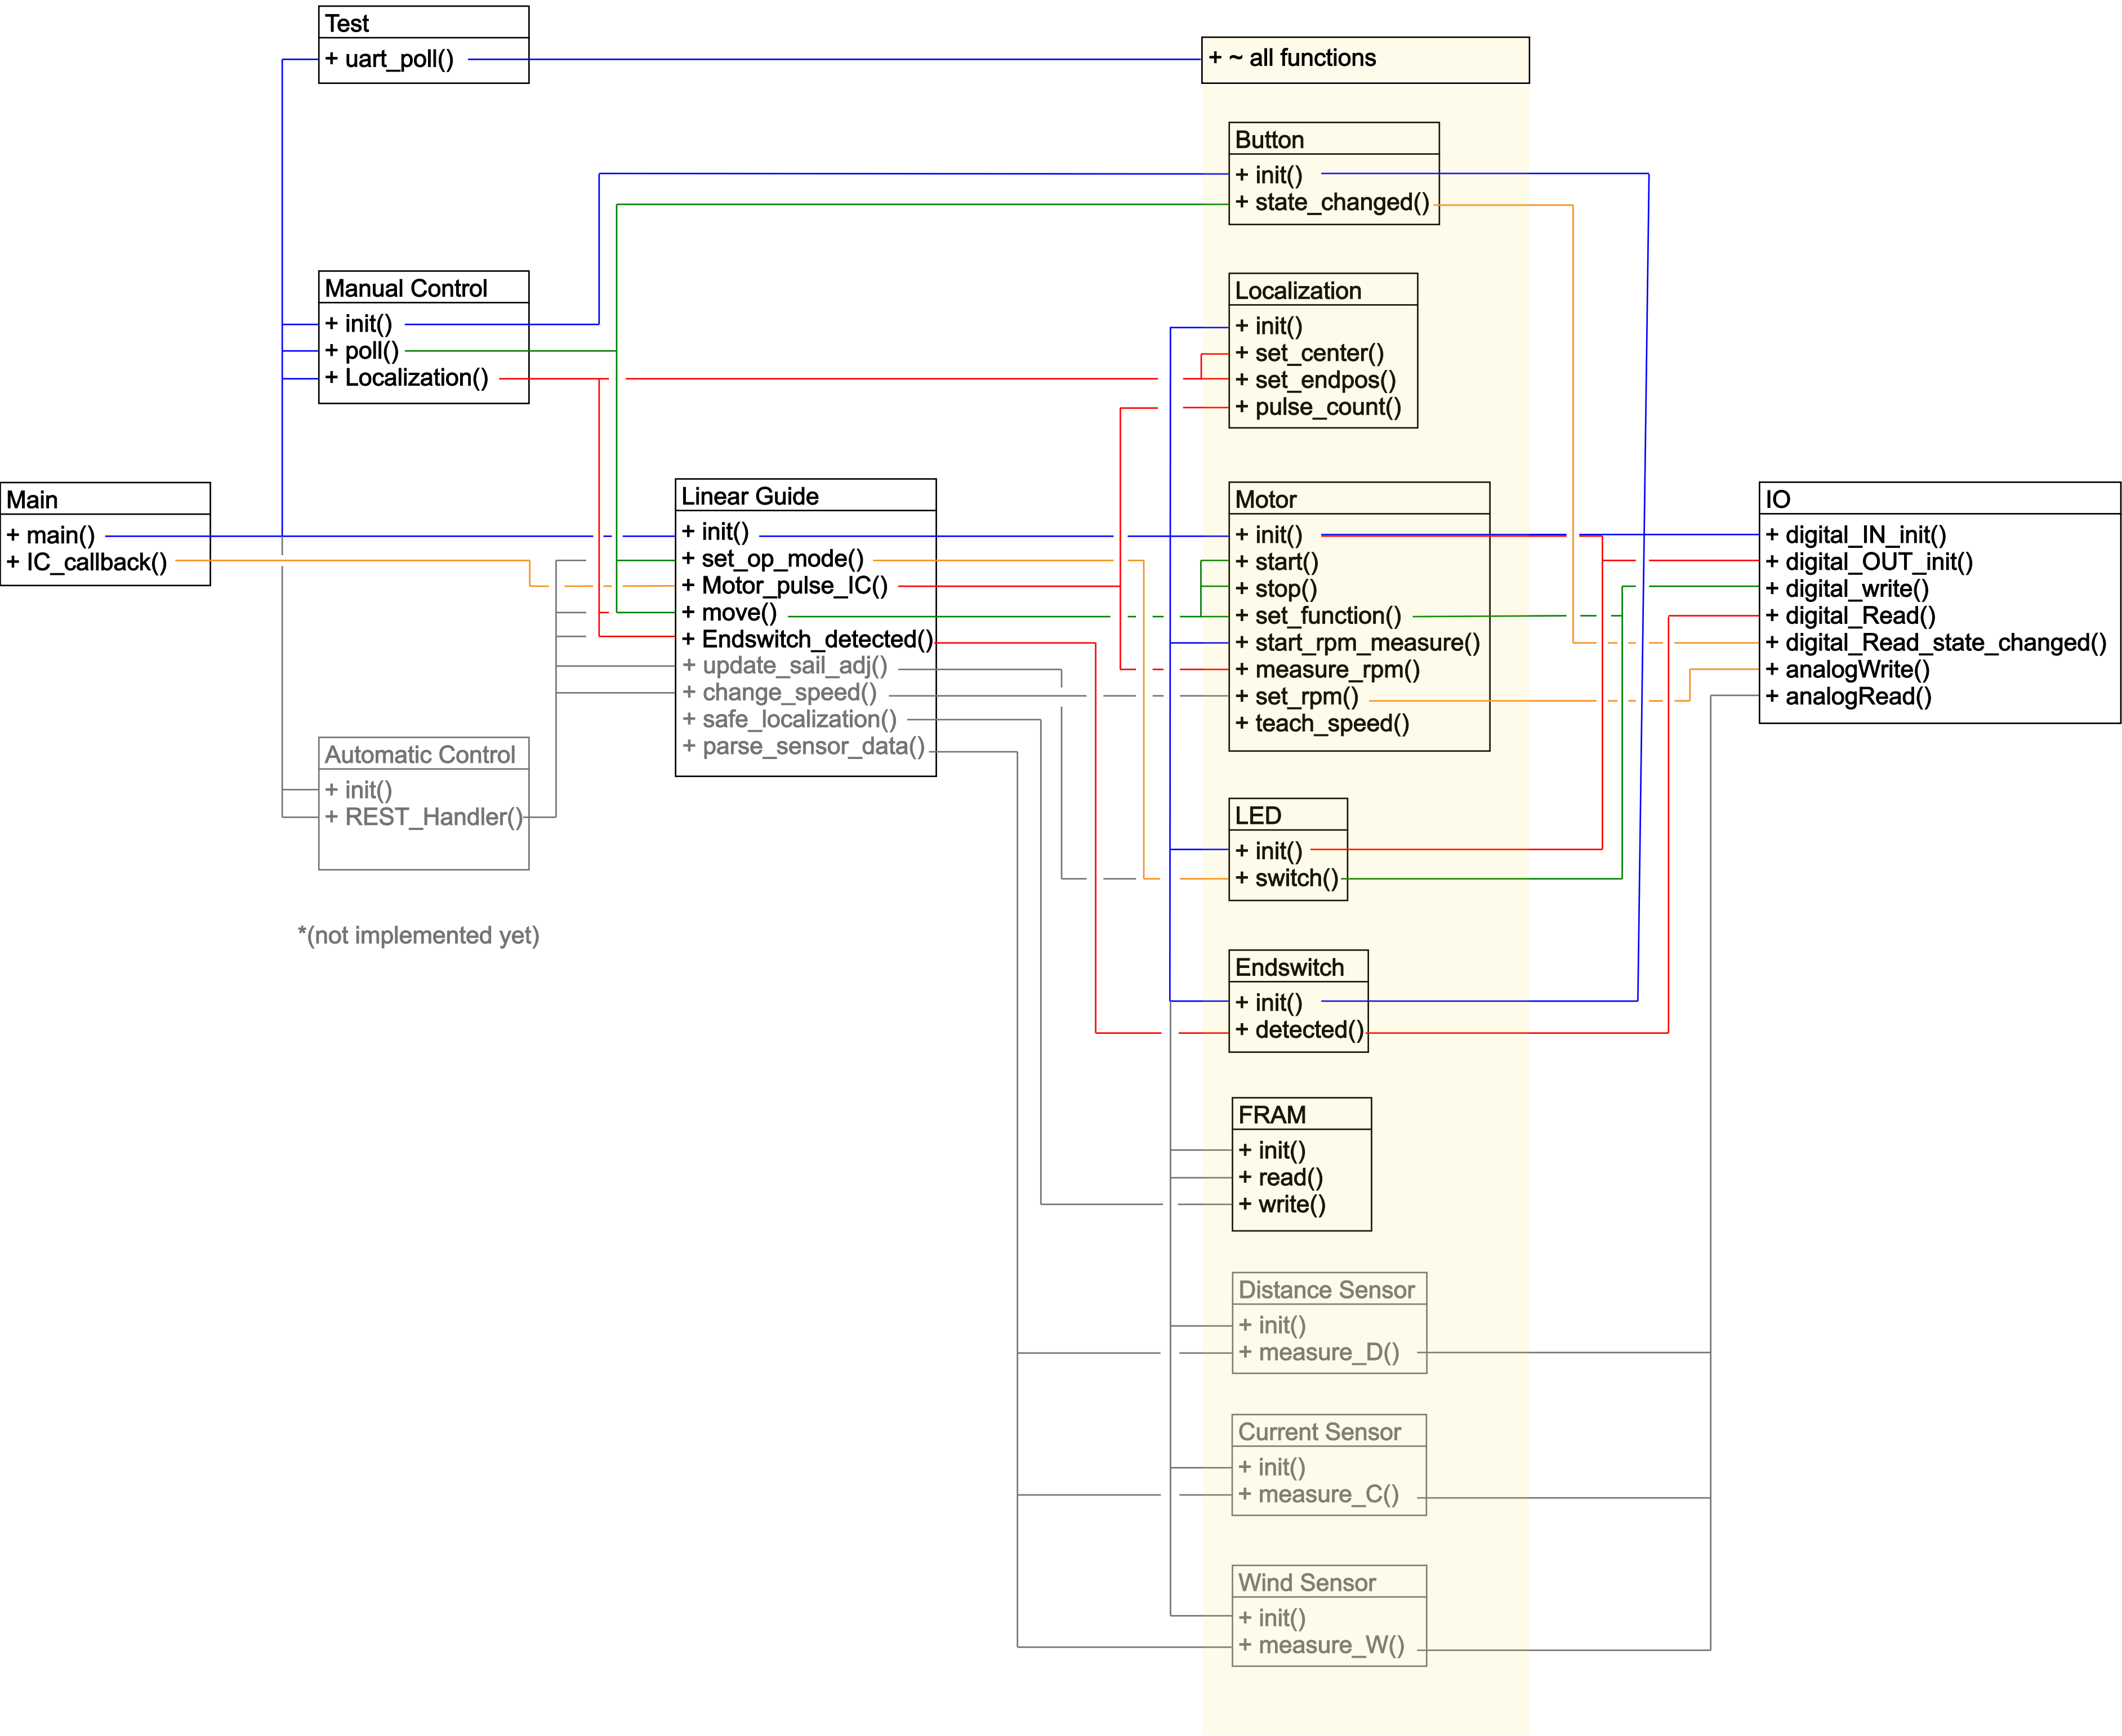 Test
+ uart_poll()
+ ~ all functions
Button
+ init()
+ state_changed()
Manual Control
+ init()
+ poll()
+ Localization()
Localization
+ init()
+ set_center()
+ set_endpos()
+ pulse_count()
Main
+ main()
+ IC_callback()
Linear Guide
+ init()
+ set_op_mode()
+ Motor_pulse_IC()
+ move()
+ Endswitch_detected()
+ update_sail_adj()
+ change_speed()
+ safe_localization()
+ parse_sensor_data()
Motor
+ init()
+ start()
+ stop()
+ set_function()
+ start_rpm_measure()
+ measure_rpm()
+ set_rpm()
+ teach_speed()
IO
+ digital_IN_init()
+ digital_OUT_init()
+ digital_write()
+ digital_Read()
+ digital_Read_state_changed()
+ analogWrite()
+ analogRead()
Automatic Control
+ init()
+ REST_Handler()
*(not implemented yet)
LED
+ init()
+ switch()
Endswitch
+ init()
+ detected()
FRAM
+ init()
+ read()
+ write()
Distance Sensor
+ init()
+ measure_D()
Current Sensor
+ init()
+ measure_C()
Wind Sensor
+ init()
+ measure_W()